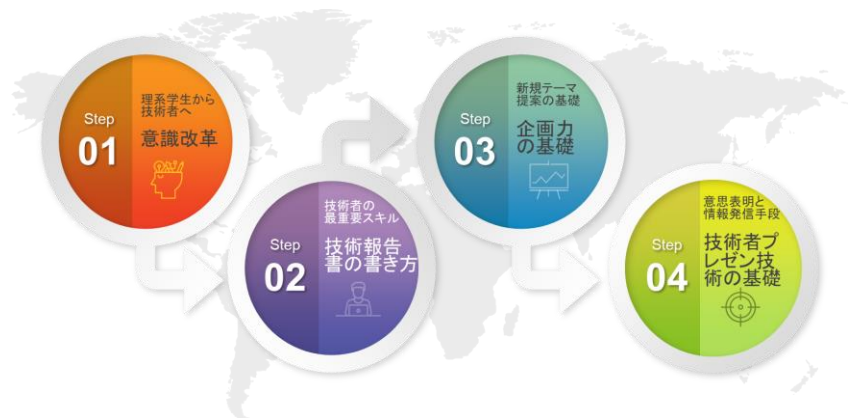 Step
01
理系学生から
技術者へ
意識改革
Step
02
技術者の
最重要スキル
技術報告
書の書き方
Step
03
新規テーマ
提案の基礎
企画力
の基礎
Step
04
意思表明と
情報発信手段
技術者プ
レゼン技
術の基礎